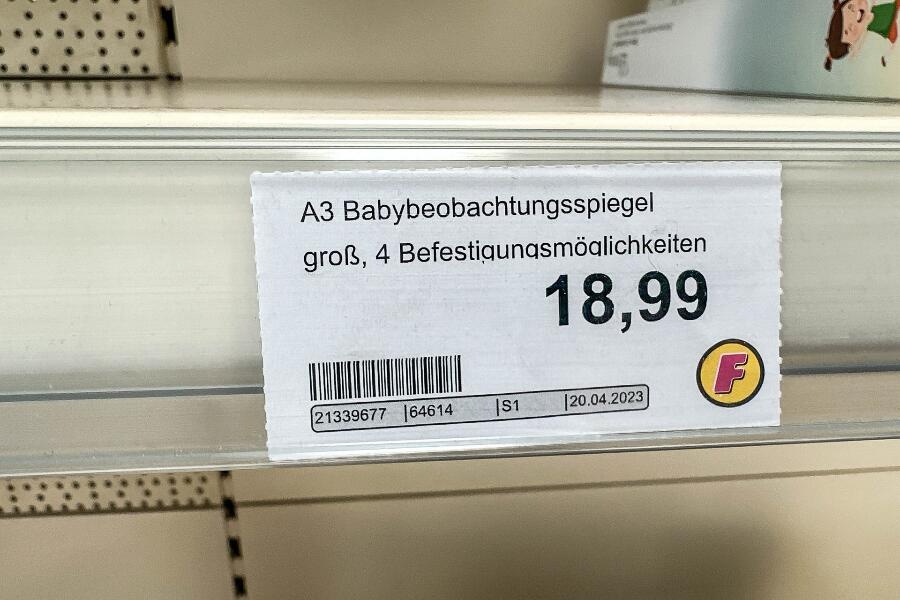 A3 Babybeobachtungsspiegel
groß, 4 Befestigungsmöglichkeiten
18,99
F
21339677 |64614 |S1 |20.04.2023